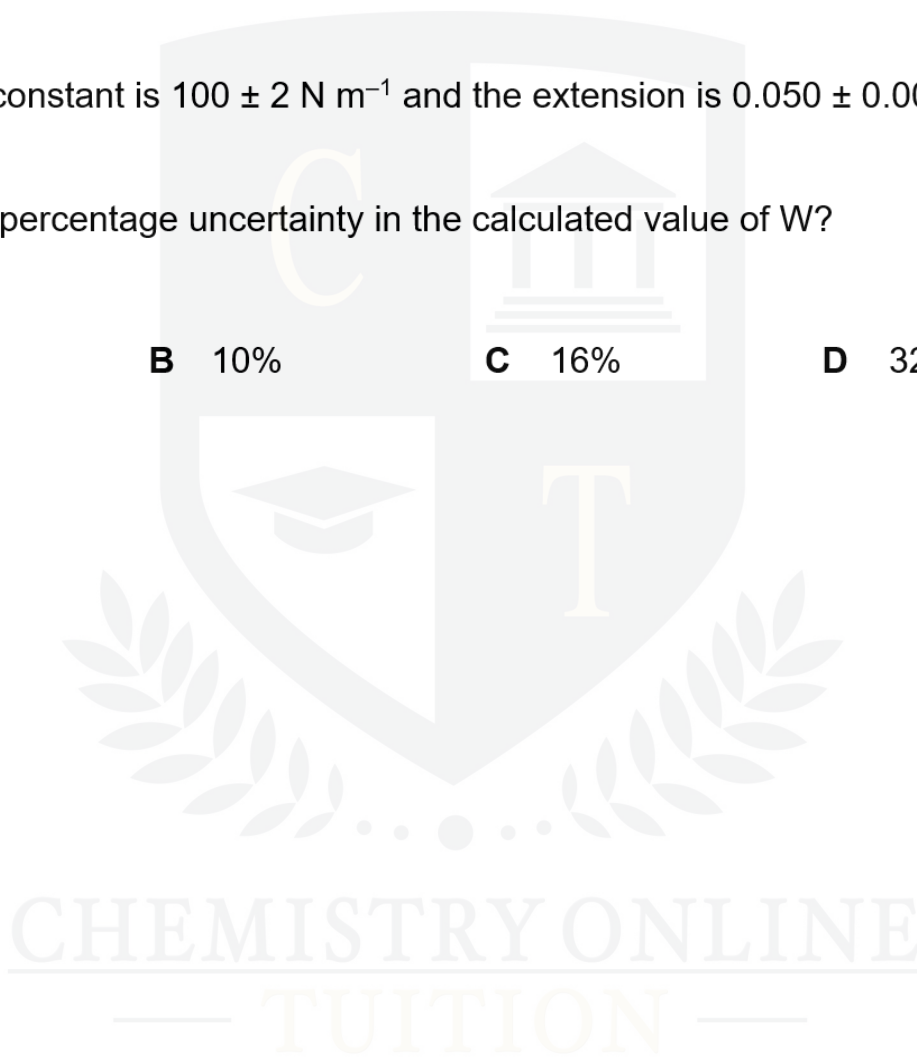 constant is 100 ± 2 N m⁻¹ and the extension is 0.050 ± 0.00
percentage uncertainty in the calculated value of W?
B 10% C 16% D 32
C
T
CHEMISTRY ONLINE
TUITION